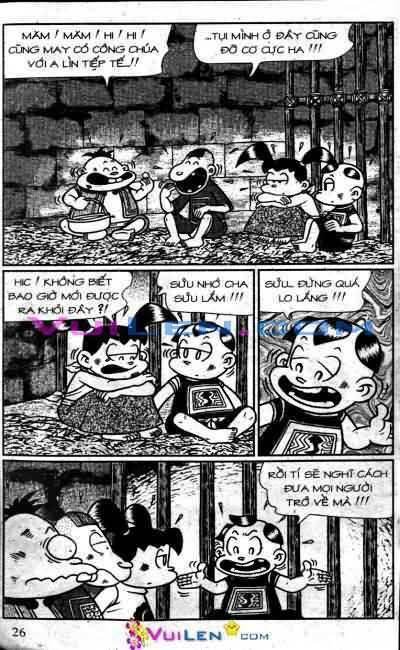 MĂM ! MĂM ! HI ! HI !
CŨNG MAY CÓ CÔNG CHÚA
VỚI A LÌN TẾP TẾ...!!
...TỤI MÌNH Ở ĐÂY CŨNG
ĐỠ CƠ CỰC HA !!!
HIC ! KHÔNG BIẾT
BAO GIỜ MỚI ĐƯỢC
RA KHỎI ĐÂY ?!
SỬU NHỚ CHA
SỬU LẮM !!!
SỬU ĐỪNG QUÁ
LO LẮNG !!!
VUILEN.COM
RỒI TÍ SẼ NGHĨ CÁCH
ĐƯA MỌI NGƯỜI
TRỞ VỀ MÀ !!!
26
VUILEN.COM